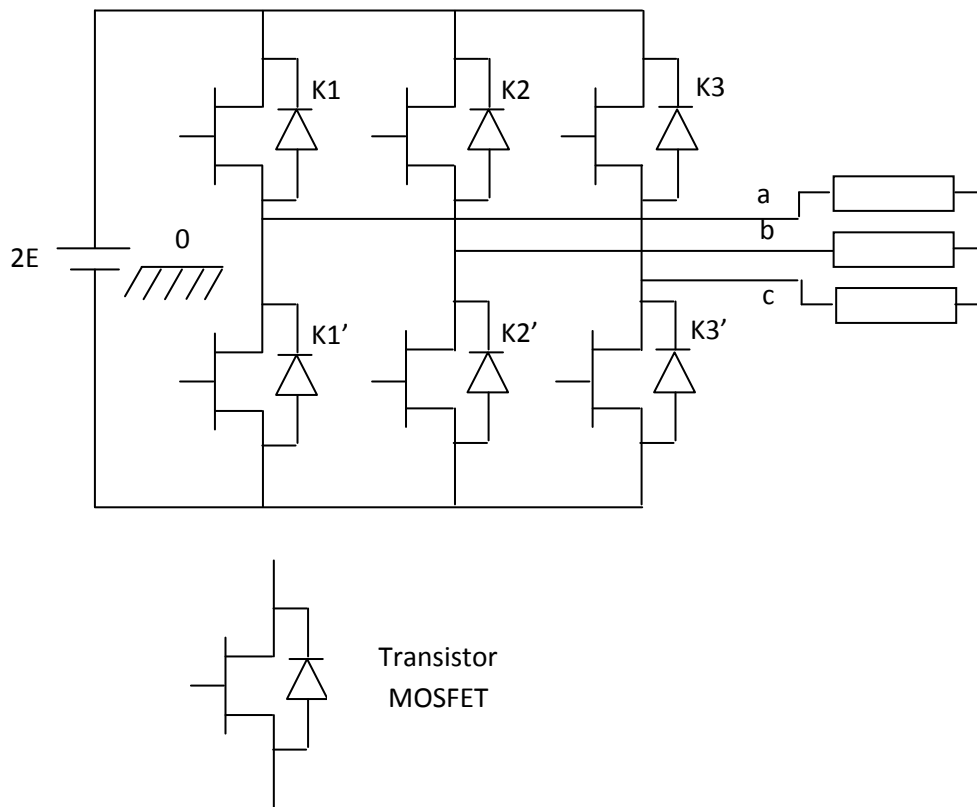 K1
K2
K3
a
b
0
2E
c
K1’
K2’
K3’
Transistor
MOSFET